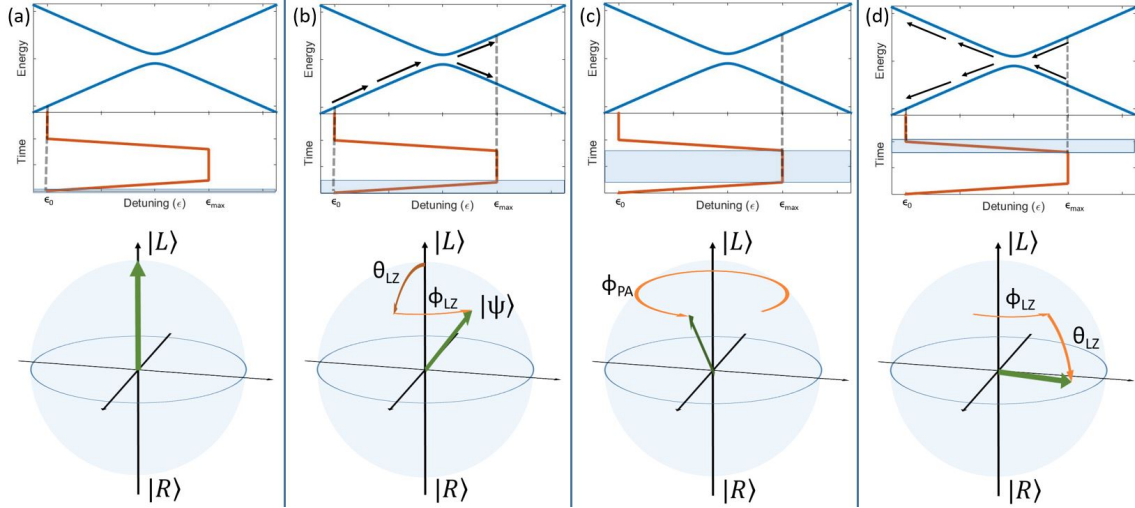 (a)
Energy
Time
ϵ₀
Detuning (ϵ)
ϵmax
|L⟩
|R⟩
(b)
Energy
Time
ϵ₀
Detuning (ϵ)
ϵmax
|L⟩
θLZ
ϕLZ
|ψ⟩
|R⟩
(c)
Energy
Time
ϵ₀
Detuning (ϵ)
ϵmax
|L⟩
ϕPA
|R⟩
(d)
Energy
Time
ϵ₀
Detuning (ϵ)
ϵmax
|L⟩
ϕLZ
θLZ
|R⟩